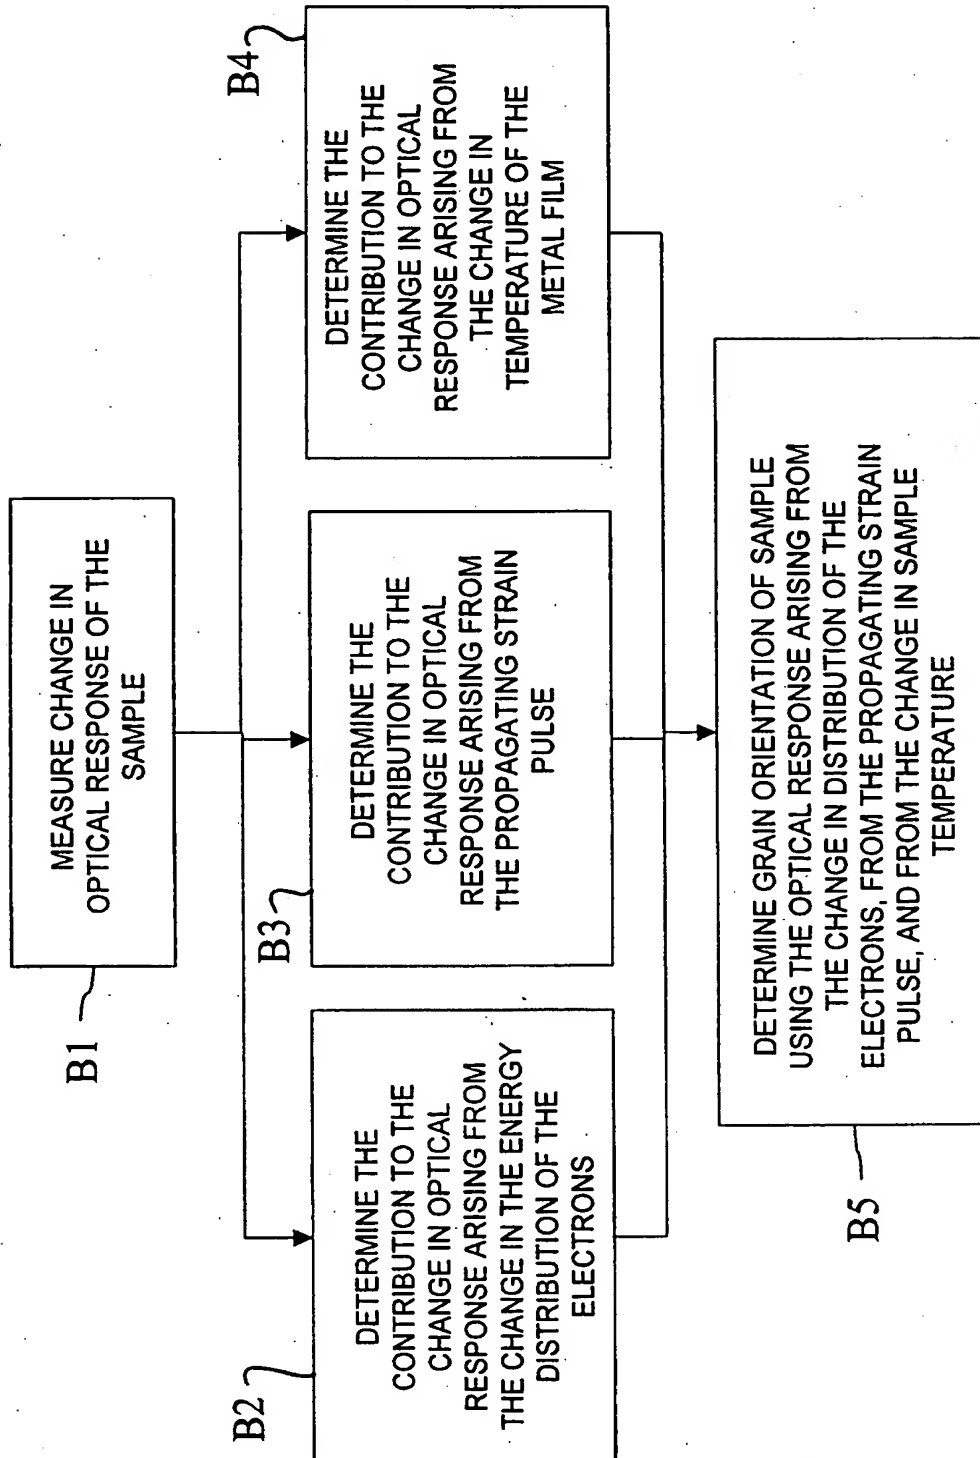 B1
MEASURE CHANGE IN
OPTICAL RESPONSE OF THE
SAMPLE
B2
DETERMINE THE
CONTRIBUTION TO THE
CHANGE IN OPTICAL
RESPONSE ARISING FROM
THE CHANGE IN THE ENERGY
DISTRIBUTION OF THE
ELECTRONS
B3
DETERMINE THE
CONTRIBUTION TO THE
CHANGE IN OPTICAL
RESPONSE ARISING FROM
THE PROPAGATING STRAIN
PULSE
B4
DETERMINE THE
CONTRIBUTION TO THE
CHANGE IN OPTICAL
RESPONSE ARISING FROM
THE CHANGE IN
TEMPERATURE OF THE
METAL FILM
B5
DETERMINE GRAIN ORIENTATION OF SAMPLE
USING THE OPTICAL RESPONSE ARISING FROM
THE CHANGE IN DISTRIBUTION OF THE
ELECTRONS, FROM THE PROPAGATING STRAIN
PULSE, AND FROM THE CHANGE IN SAMPLE
TEMPERATURE